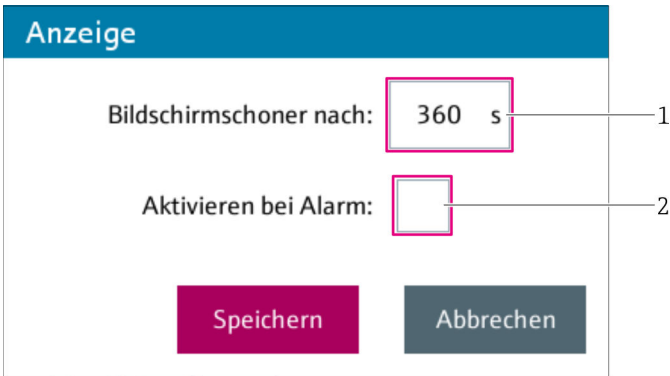 Anzeige
Bildschirmschoner nach: 360 s 1
Aktivieren bei Alarm: 2
Speichern Abbrechen